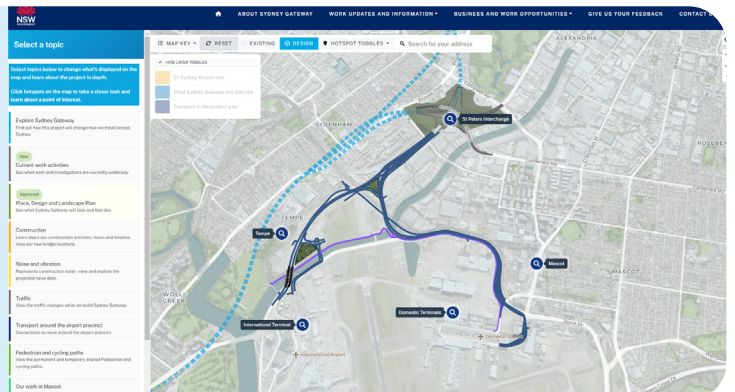 NSW
ABOUT SYDNEY GATEWAY
WORK UPDATES AND INFORMATION
BUSINESS AND WORK OPPORTUNITIES
GIVE US YOUR FEEDBACK
CONTACT
Select a topic
Select topics below to change what's displayed on the
map and learn about the project in depth.
Click hotspots on the map to take a closer look and
learn about a point of interest.
Explore Sydney Gateway
Find out how this project will change how we travel across
Sydney.
New
Current work activities
See what work and investigations are currently underway.
Approved
Place, Design and Landscape Plan
See what Sydney Gateway will look and feel like.
Construction
Learn about our construction activities, hours and timeline.
View our new bridge locations.
Noise and vibration
Represents construction noise - view and explore the
projected noise data.
Traffic
View the traffic changes while we build Sydney Gateway
Transport around the airport precinct
Connections to move around the airport precinct.
Pedestrian and cycling paths
View the permanent and temporary shared Pedestrian and
cycling paths.
Our work in Mascot
MAP KEY
RESET
EXISTING
DESIGN
HOTSPOT TOGGLES
Search for your address
HIDE LAYER TOGGLES
Sydney Airport site
What Sydney Gateway will look like
Transport in the project area
ALEXANDRIA
SYDENHAM
St Peters Interchange
ROSEBER
Gardeners Rd
TEMPE
Tempe
WOLLI
CREEK
Mascot
MASCOT
Domestic Terminals
International Terminal
International Airport